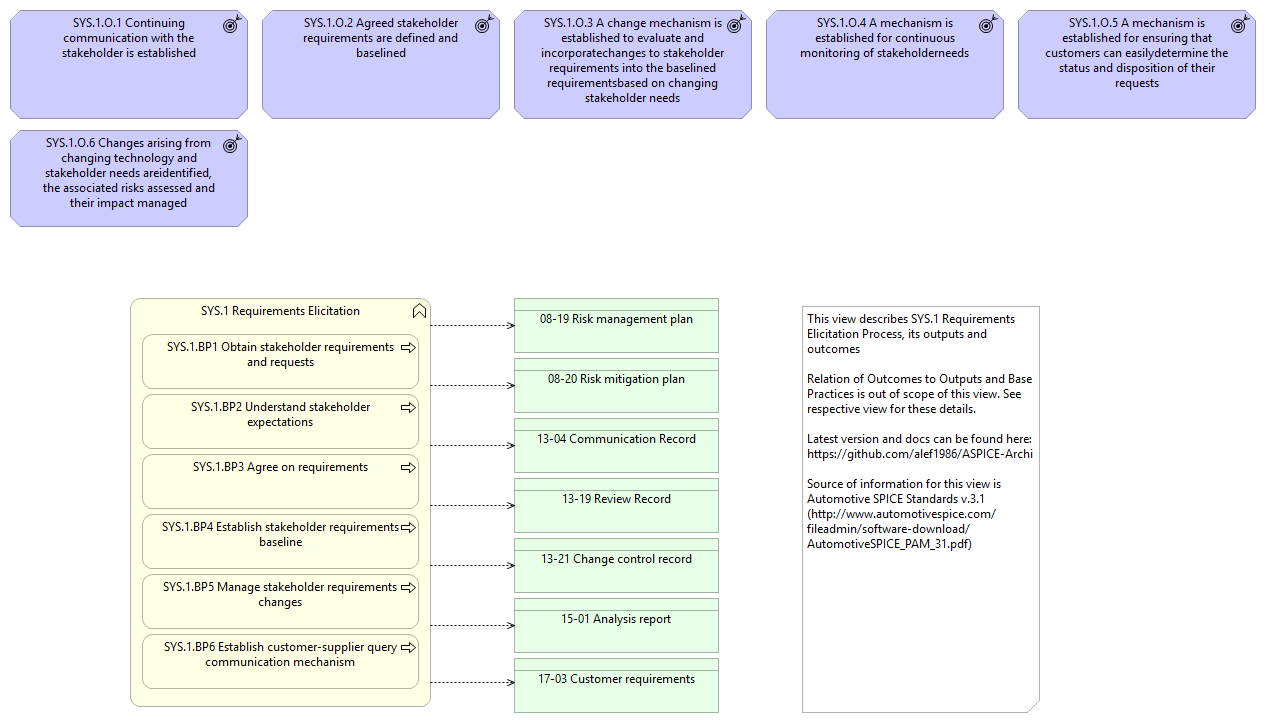 SYS.1.O.1 Continuing
communication with the
stakeholder is established
SYS.1.O.2 Agreed stakeholder
requirements are defined and
baselined
SYS.1.O.3 A change mechanism is
established to evaluate and
incorporatechanges to stakeholder
requirements into the baselined
requirementsbased on changing
stakeholder needs
SYS.1.O.4 A mechanism is
established for continuous
monitoring of stakeholderneeds
SYS.1.O.5 A mechanism is
established for ensuring that
customers can easilydetermine the
status and disposition of their
requests
SYS.1.O.6 Changes arising from
changing technology and
stakeholder needs areidentified,
the associated risks assessed and
their impact managed
SYS.1 Requirements Elicitation
SYS.1.BP1 Obtain stakeholder requirements
and requests
SYS.1.BP2 Understand stakeholder
expectations
SYS.1.BP3 Agree on requirements
SYS.1.BP4 Establish stakeholder requirements
baseline
SYS.1.BP5 Manage stakeholder requirements
changes
SYS.1.BP6 Establish customer-supplier query
communication mechanism
08-19 Risk management plan
08-20 Risk mitigation plan
13-04 Communication Record
13-19 Review Record
13-21 Change control record
15-01 Analysis report
17-03 Customer requirements
This view describes SYS.1 Requirements
Elicitation Process, its outputs and
outcomes
Relation of Outcomes to Outputs and Base
Practices is out of scope of this view. See
respective view for these details.
Latest version and docs can be found here:
https://github.com/alef1986/ASPICE-Archi
Source of information for this view is
Automotive SPICE Standards v.3.1
(http://www.automotivespice.com/
fileadmin/software-download/
AutomotiveSPICE_PAM_31.pdf)